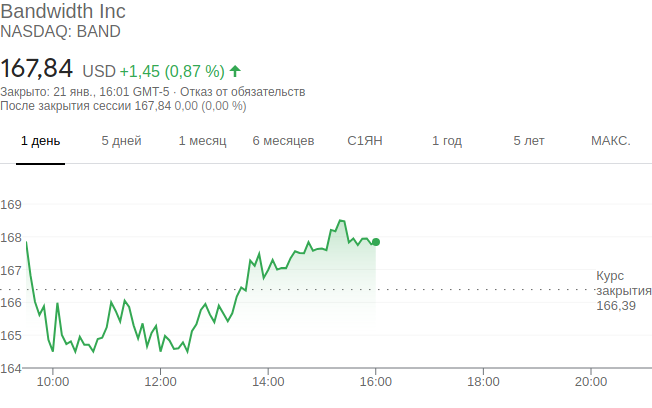 Bandwidth Inc
NASDAQ: BAND
167,84 USD +1,45 (0,87 %)
Закрыто: 21 янв., 16:01 GMT-5 · Отказ от обязательств
После закрытия сессии 167,84 0,00 (0,00 %)
1 день 5 дней 1 месяц 6 месяцев С1ЯН 1 год 5 лет МАКС.
169
168
167
Курс
закрытия
166,39
166
165
164
10:00 12:00 14:00 16:00 18:00 20:00